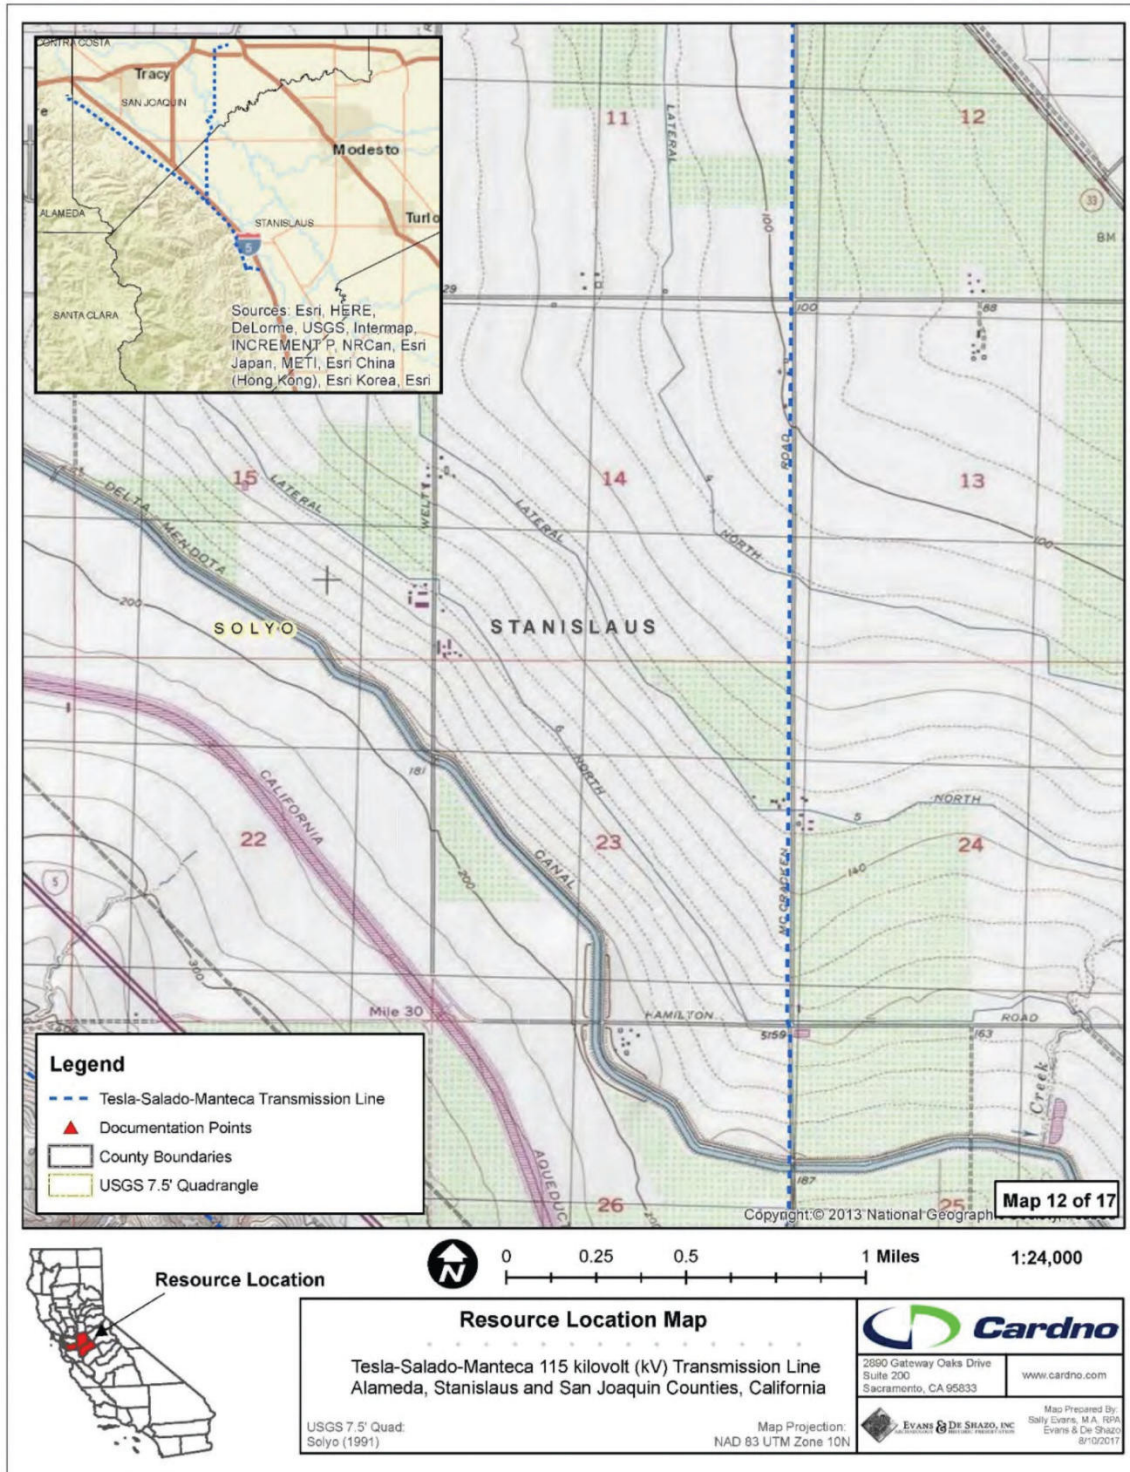 CONTRA COSTA
Tracy
SAN JOAQUIN
Modesto
ALAMEDA
STANISLAUS
Turlo
5
SANTA CLARA
Sources: Esri, HERE,
DeLorme, USGS, Intermap,
INCREMENT P, NRCan, Esri
Japan, METI, Esri China
(Hong Kong), Esri Korea, Esri
11
LATERAL
12
33
BM
100
29
100
88
ROAD
15
LATERAL
WELTY
14
LATERAL
4
NORTH
13
100
DELTA - MENDOTA
200
SOLYO
STANISLAUS
181
6
NORTH
CALIFORNIA
22
23
CANAL
200
MC CRACKEN
5
NORTH
24
140
5
300
Mile 30
HAMILTON
ROAD
5159
163
Creek
AQUEDUCT
187
26
200
25
Map 12 of 17
Copyright:© 2013 National Geographic
Legend
Tesla-Salado-Manteca Transmission Line
Documentation Points
County Boundaries
USGS 7.5' Quadrangle
Resource Location
N
0 0.25 0.5 1 Miles
1:24,000
Resource Location Map
Tesla-Salado-Manteca 115 kilovolt (kV) Transmission Line
Alameda, Stanislaus and San Joaquin Counties, California
USGS 7.5' Quad:
Solyo (1991)
Map Projection:
NAD 83 UTM Zone 10N
Cardno
2890 Gateway Oaks Drive
Suite 200
Sacramento, CA 95833
www.cardno.com
EVANS & DE SHAZO, INC
ARCHAEOLOGY HISTORIC PRESERVATION
Map Prepared By:
Sally Evans, M.A, RPA
Evans & De Shazo
8/10/2017